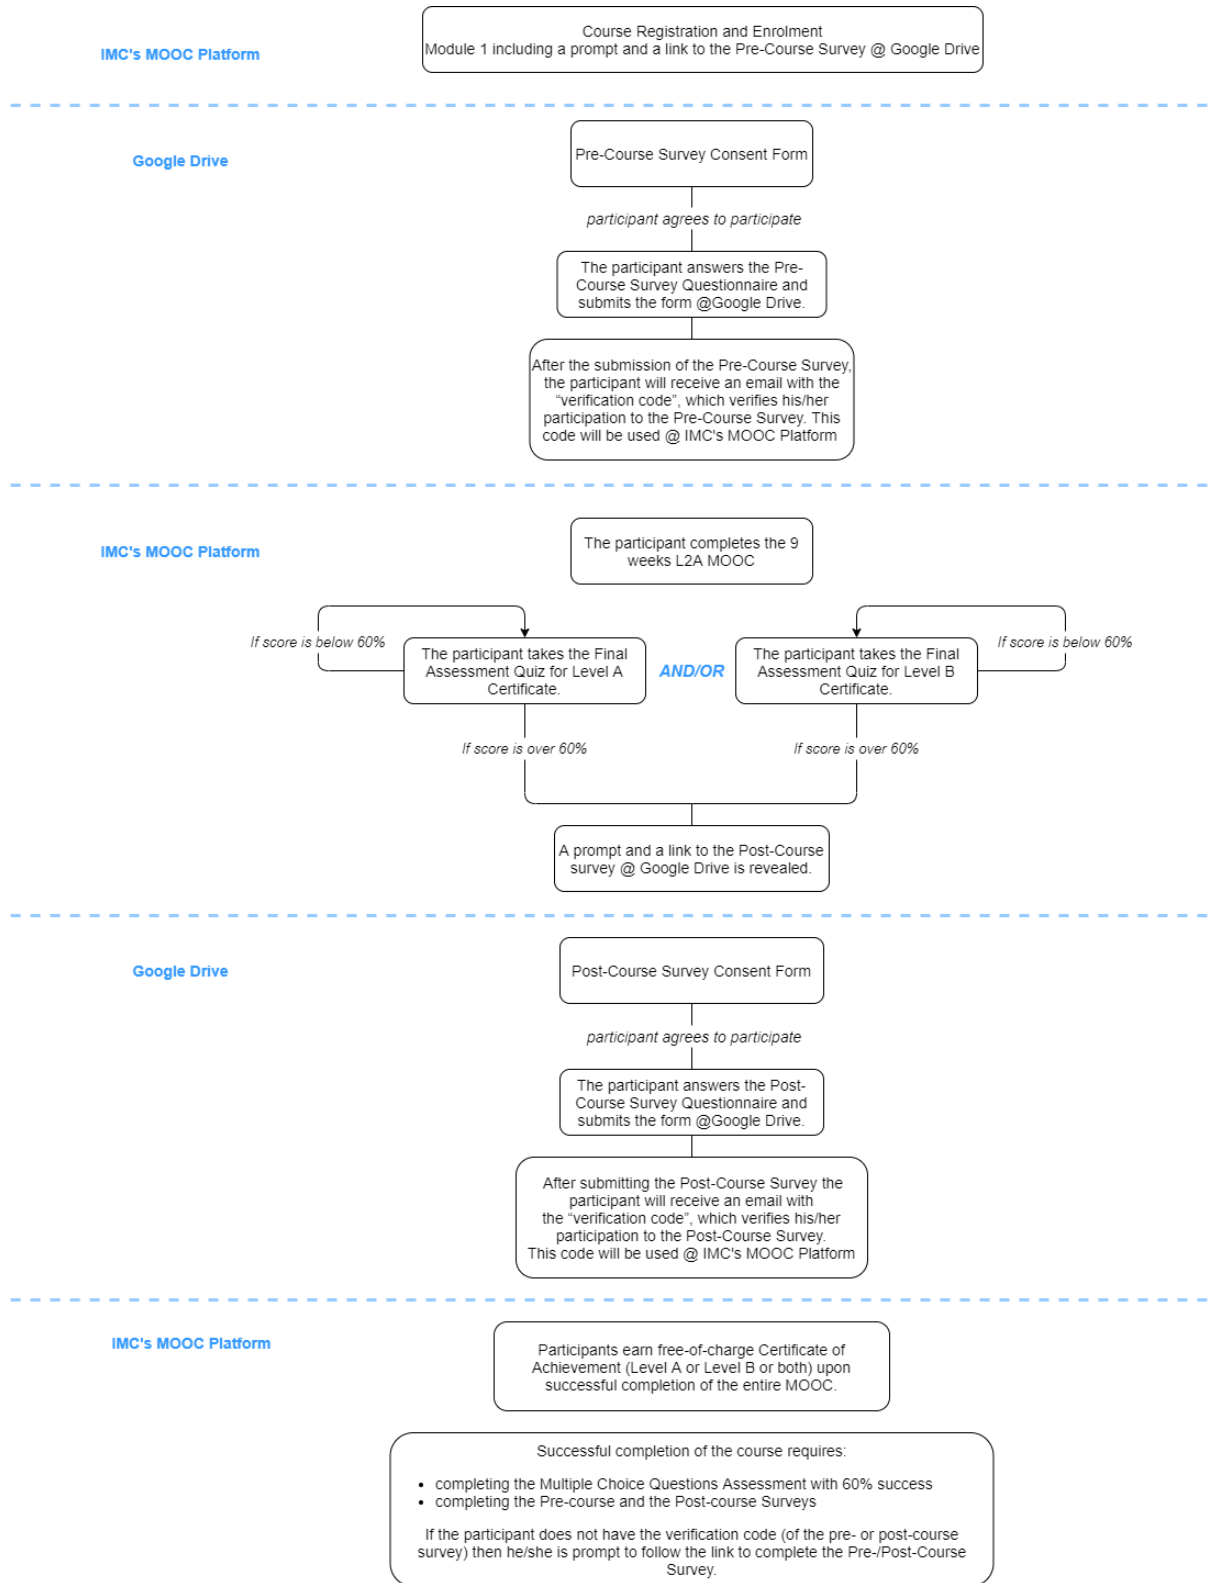 IMC's MOOC Platform
Course Registration and Enrolment
Module 1 including a prompt and a link to the Pre-Course Survey @ Google Drive
Google Drive
Pre-Course Survey Consent Form
participant agrees to participate
The participant answers the Pre-
Course Survey Questionnaire and
submits the form @Google Drive.
After the submission of the Pre-Course Survey,
the participant will receive an email with the
“verification code”, which verifies his/her
participation to the Pre-Course Survey. This
code will be used @ IMC's MOOC Platform
IMC's MOOC Platform
The participant completes the 9
weeks L2A MOOC
If score is below 60%
The participant takes the Final
Assessment Quiz for Level A
Certificate.
AND/OR
The participant takes the Final
Assessment Quiz for Level B
Certificate.
If score is below 60%
If score is over 60%
If score is over 60%
A prompt and a link to the Post-Course
survey @ Google Drive is revealed.
Google Drive
Post-Course Survey Consent Form
participant agrees to participate
The participant answers the Post-
Course Survey Questionnaire and
submits the form @Google Drive.
After submitting the Post-Course Survey the
participant will receive an email with
the “verification code”, which verifies his/her
participation to the Post-Course Survey.
This code will be used @ IMC's MOOC Platform
IMC's MOOC Platform
Participants earn free-of-charge Certificate of
Achievement (Level A or Level B or both) upon
successful completion of the entire MOOC.
Successful completion of the course requires:
• completing the Multiple Choice Questions Assessment with 60% success
• completing the Pre-course and the Post-course Surveys
If the participant does not have the verification code (of the pre- or post-course
survey) then he/she is prompt to follow the link to complete the Pre-/Post-Course
Survey.